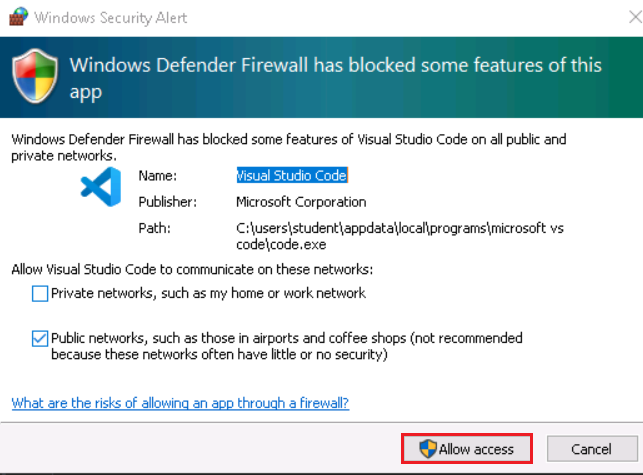 Windows Security Alert
Windows Defender Firewall has blocked some features of this
app
Windows Defender Firewall has blocked some features of Visual Studio Code on all public and
private networks.
Name: Visual Studio Code
Publisher: Microsoft Corporation
Path: C:\users\student\appdata\local\programs\microsoft vs
code\code.exe
Allow Visual Studio Code to communicate on these networks:
Private networks, such as my home or work network
Public networks, such as those in airports and coffee shops (not recommended
because these networks often have little or no security)
What are the risks of allowing an app through a firewall?
Allow access Cancel